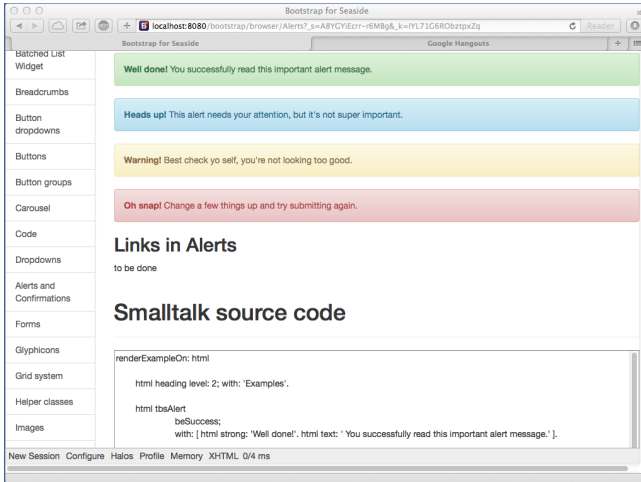 Bootstrap for Seaside
localhost:8080/bootstrap/browser/Alerts?_s=A8YGYiEcrr-r6MBg&_k=IYL71G6RObztpxZq
Reader
Bootstrap for Seaside
Google Hangouts
Batched List
Widget
Breadcrumbs
Button
dropdowns
Buttons
Button groups
Carousel
Code
Dropdowns
Alerts and
Confirmations
Forms
Glyphicons
Grid system
Helper classes
Images
Well done! You successfully read this important alert message.
Heads up! This alert needs your attention, but it's not super important.
Warning! Best check yo self, you're not looking too good.
Oh snap! Change a few things up and try submitting again.
Links in Alerts
to be done
Smalltalk source code
renderExampleOn: html
html heading level: 2; with: 'Examples'.
html tbsAlert
beSuccess;
with: [ html strong: 'Well done!'. html text: ' You successfully read this important alert message.' ].
New Session Configure Halos Profile Memory XHTML 0/4 ms